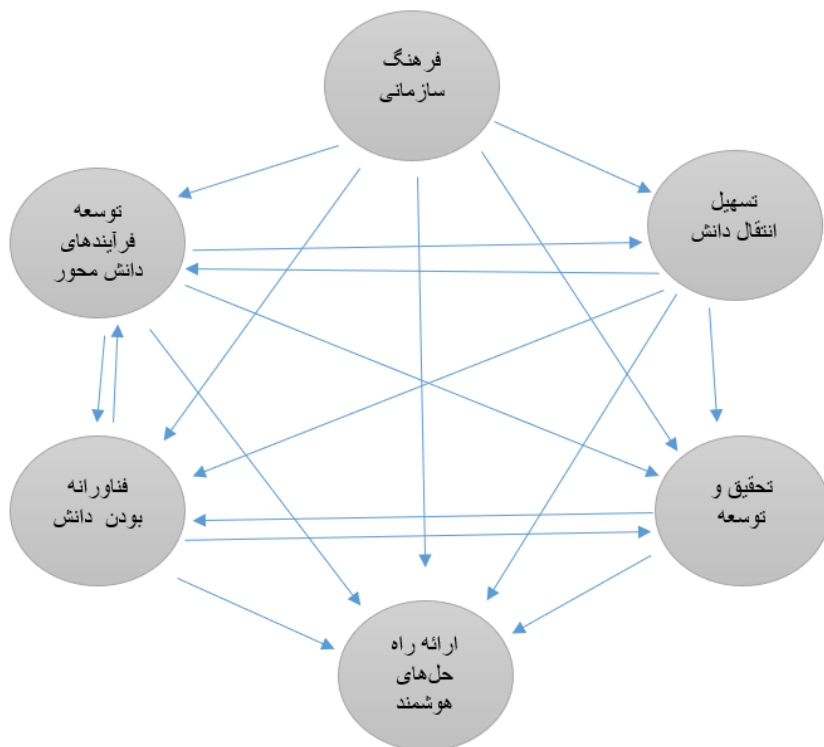 فرهنگ
سازمانی
تسهیل
انتقال دانش
توسعه
فرآیندهای
دانش محور
تحقیق و
توسعه
فناورانه
بودن دانش
ارائه راه
حل‌های
هوشمند